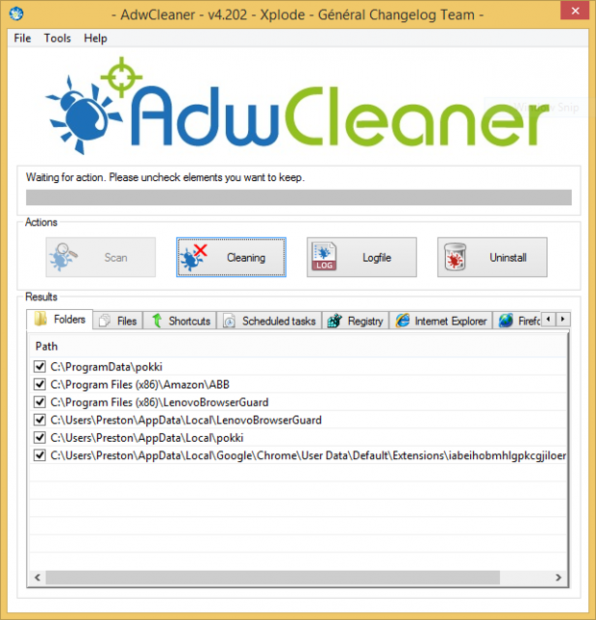 - AdwCleaner - v4.202 - Xplode - Général Changelog Team -
File Tools Help
AdwCleaner
Waiting for action. Please uncheck elements you want to keep.
Actions
Scan
Cleaning
LOG
Logfile
Uninstall
Results
Folders
Files
Shortcuts
Scheduled tasks
Registry
Internet Explorer
Firefo
Path
C:\ProgramData\pokki
C:\Program Files (x86)\Amazon\ABB
C:\Program Files (x86)\LenovoBrowserGuard
C:\Users\Preston\AppData\Local\LenovoBrowserGuard
C:\Users\Preston\AppData\Local\pokki
C:\Users\Preston\AppData\Local\Google\Chrome\User Data\Default\Extensions\iabeihobmhlgpkcgjiloer